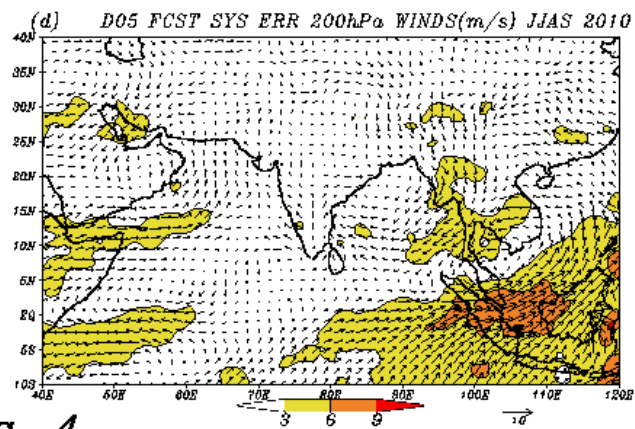 (d) D05 FCST SYS ERR 200hPa WINDS(m/s) JJAS 2010
40N
35N
30N
25N
20N
15N
10N
5N
EQ
5S
10S
40E 50E 60E 70E 80E 90E 100E 110E 120E
3 6 9
10